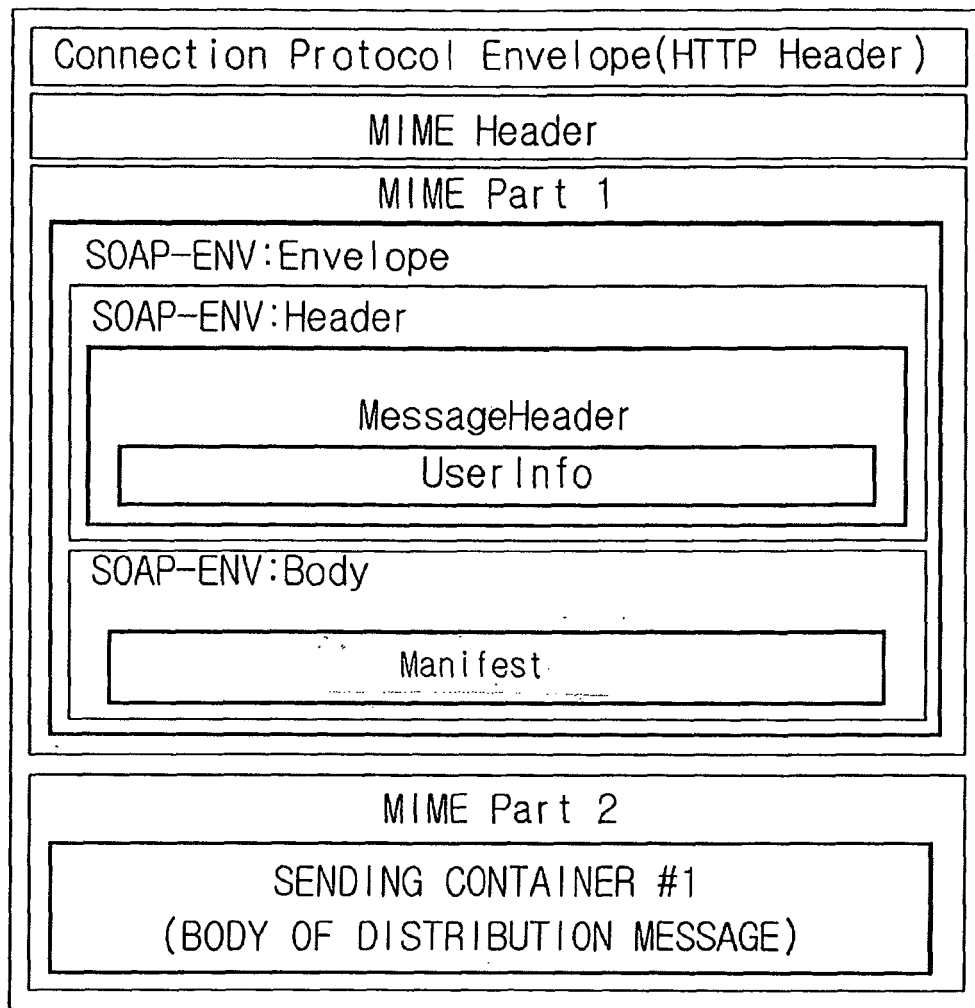 Connection Protocol Envelope(HTTP Header)
MIME Header
MIME Part 1
SOAP-ENV:Envelope
SOAP-ENV:Header
MessageHeader
UserInfo
SOAP-ENV:Body
Manifest
MIME Part 2
SENDING CONTAINER #1
(BODY OF DISTRIBUTION MESSAGE)